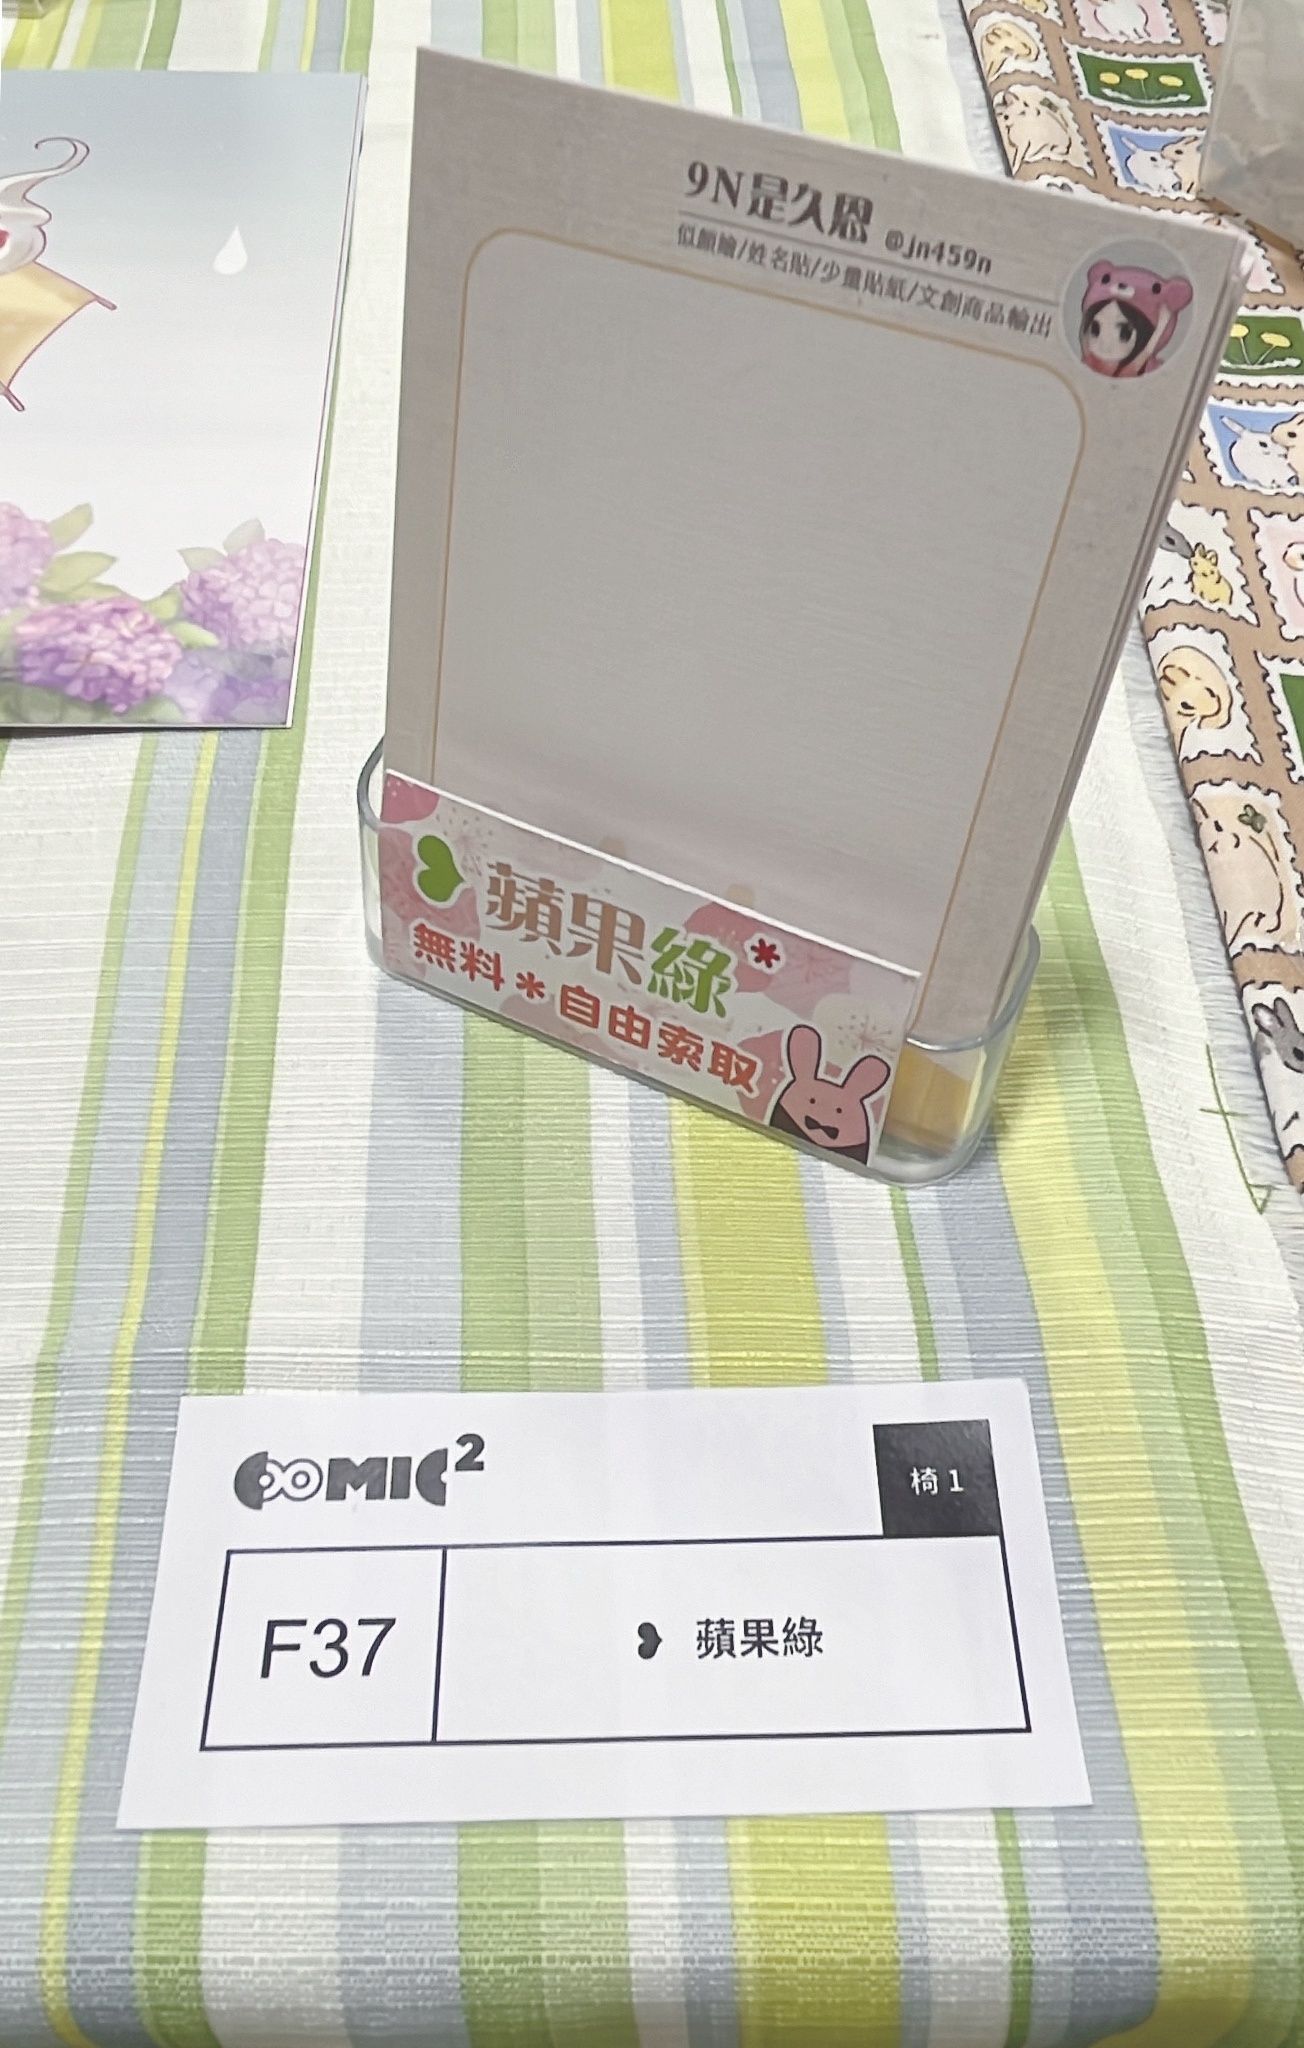 9N是久恩 @jn459n
似顏繪/姓名貼/少量貼紙/文創商品輸出
❥ 蘋果綠*
無料*自由索取
COMIC²
椅 1
F37
❥ 蘋果綠